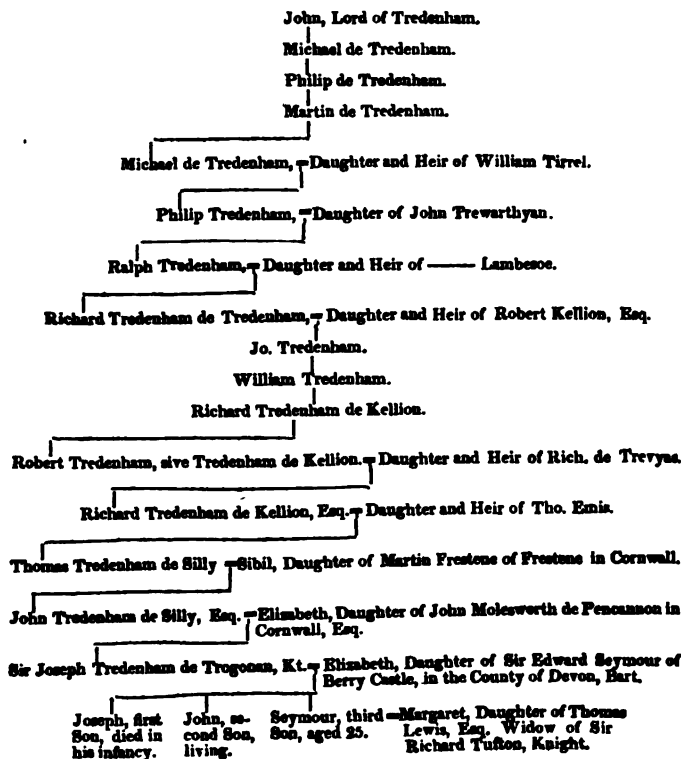 John, Lord of Tredenham.
Michael de Tredenham.
Philip de Tredenham.
Martin de Tredenham.
Michael de Tredenham, = Daughter and Heir of William Tirrel.
Philip Tredenham, = Daughter of John Trewarthyan.
Ralph Tredenham, = Daughter and Heir of —— Lambesoe.
Richard Tredenham de Tredenham, = Daughter and Heir of Robert Kellion, Esq.
Jo. Tredenham.
William Tredenham.
Richard Tredenham de Kellion.
Robert Tredenham, sive Tredenham de Kellion. = Daughter and Heir of Rich. de Trevyas.
Richard Tredenham de Kellion, Esq. = Daughter and Heir of Tho. Emis.
Thomas Tredenham de Silly = Sibil, Daughter of Martin Frestene of Frestene in Cornwall.
John Tredenham de Silly, Esq. = Elisabeth, Daughter of John Molesworth de Pencannon in
Cornwall, Esq.
Sir Joseph Tredenham de Trogonan, Kt. = Elisabeth, Daughter of Sir Edward Seymour of
Berry Castle, in the County of Devon, Bart.
Joseph, first
Son, died in
his infancy.
John, se-
cond Son,
living.
Seymour, third = Margaret, Daughter of Thomas
Son, aged 25.
Lewis, Esq. Widow of Sir
Richard Tufton, Knight.